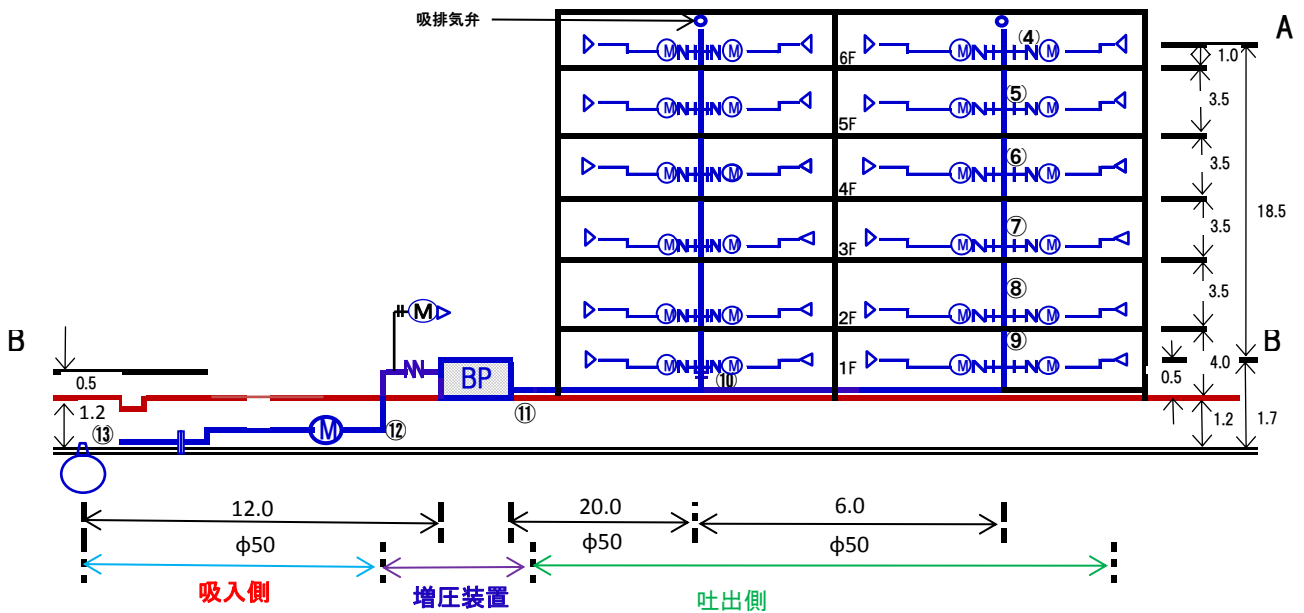 吸排気弁
A
M M M ④ M
6F
1.0
M M M ⑤ M
5F
3.5
M M M ⑥ M
4F
3.5
18.5
M M M ⑦ M
3F
3.5
M M M ⑧ M
2F
3.5
M
B
M M M ⑨ M
1F
B
0.5
BP
⑩
0.5
4.0
⑪
1.2
⑬
M
⑫
1.2
1.7
12.0
20.0
6.0
φ50
φ50
φ50
吸入側
増圧装置
吐出側